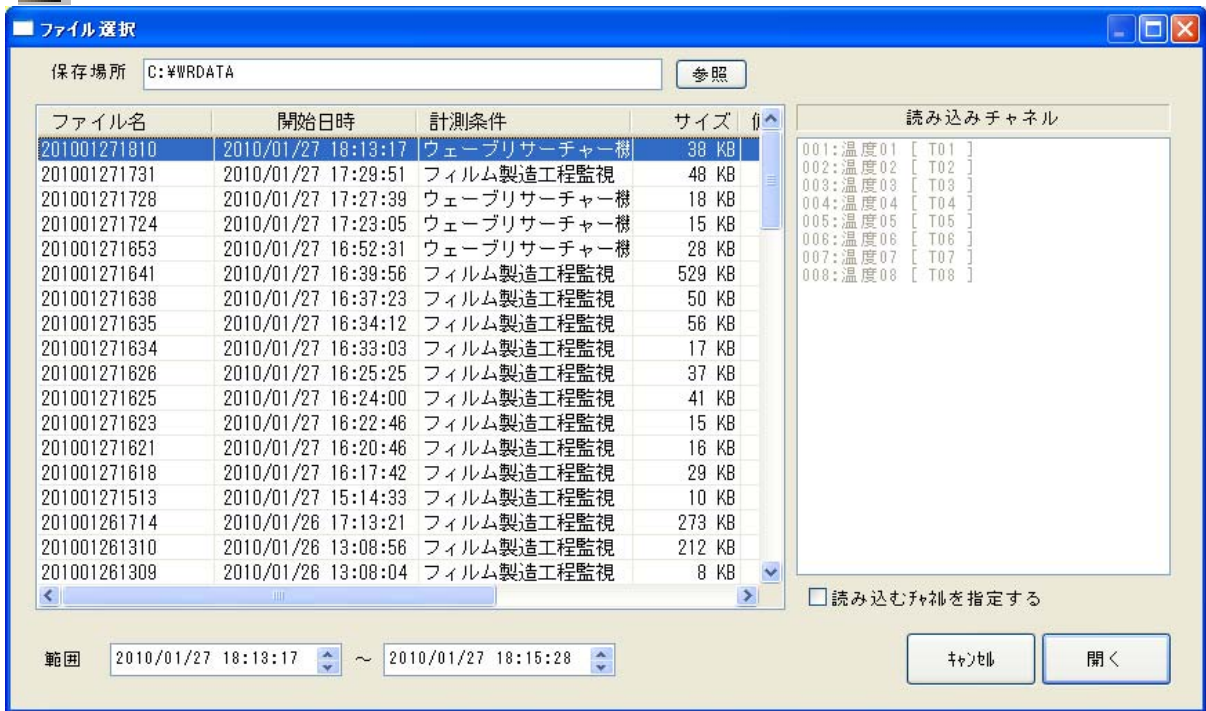 ファイル選択
保存場所 C:¥WRDATA 参照
ファイル名 開始日時 計測条件 サイズ
201001271810 2010/01/27 18:13:17 ウェーブリサーチャー機 38 KB
201001271731 2010/01/27 17:29:51 フィルム製造工程監視 48 KB
201001271728 2010/01/27 17:27:39 ウェーブリサーチャー機 18 KB
201001271724 2010/01/27 17:23:05 ウェーブリサーチャー機 15 KB
201001271653 2010/01/27 16:52:31 ウェーブリサーチャー機 28 KB
201001271641 2010/01/27 16:39:56 フィルム製造工程監視 529 KB
201001271638 2010/01/27 16:37:23 フィルム製造工程監視 50 KB
201001271635 2010/01/27 16:34:12 フィルム製造工程監視 56 KB
201001271634 2010/01/27 16:33:03 フィルム製造工程監視 17 KB
201001271626 2010/01/27 16:25:25 フィルム製造工程監視 37 KB
201001271625 2010/01/27 16:24:00 フィルム製造工程監視 41 KB
201001271623 2010/01/27 16:22:46 フィルム製造工程監視 15 KB
201001271621 2010/01/27 16:20:46 フィルム製造工程監視 16 KB
201001271618 2010/01/27 16:17:42 フィルム製造工程監視 29 KB
201001271513 2010/01/27 15:14:33 フィルム製造工程監視 10 KB
201001261714 2010/01/26 17:13:21 フィルム製造工程監視 273 KB
201001261310 2010/01/26 13:08:56 フィルム製造工程監視 212 KB
201001261309 2010/01/26 13:08:04 フィルム製造工程監視 8 KB
読み込みチャネル
001:温度01 [ T01 ]
002:温度02 [ T02 ]
003:温度03 [ T03 ]
004:温度04 [ T04 ]
005:温度05 [ T05 ]
006:温度06 [ T06 ]
007:温度07 [ T07 ]
008:温度08 [ T08 ]
読み込むﾁｬﾈﾙを指定する
範囲 2010/01/27 18:13:17 ～ 2010/01/27 18:15:28
ｷｬﾝｾﾙ 開く